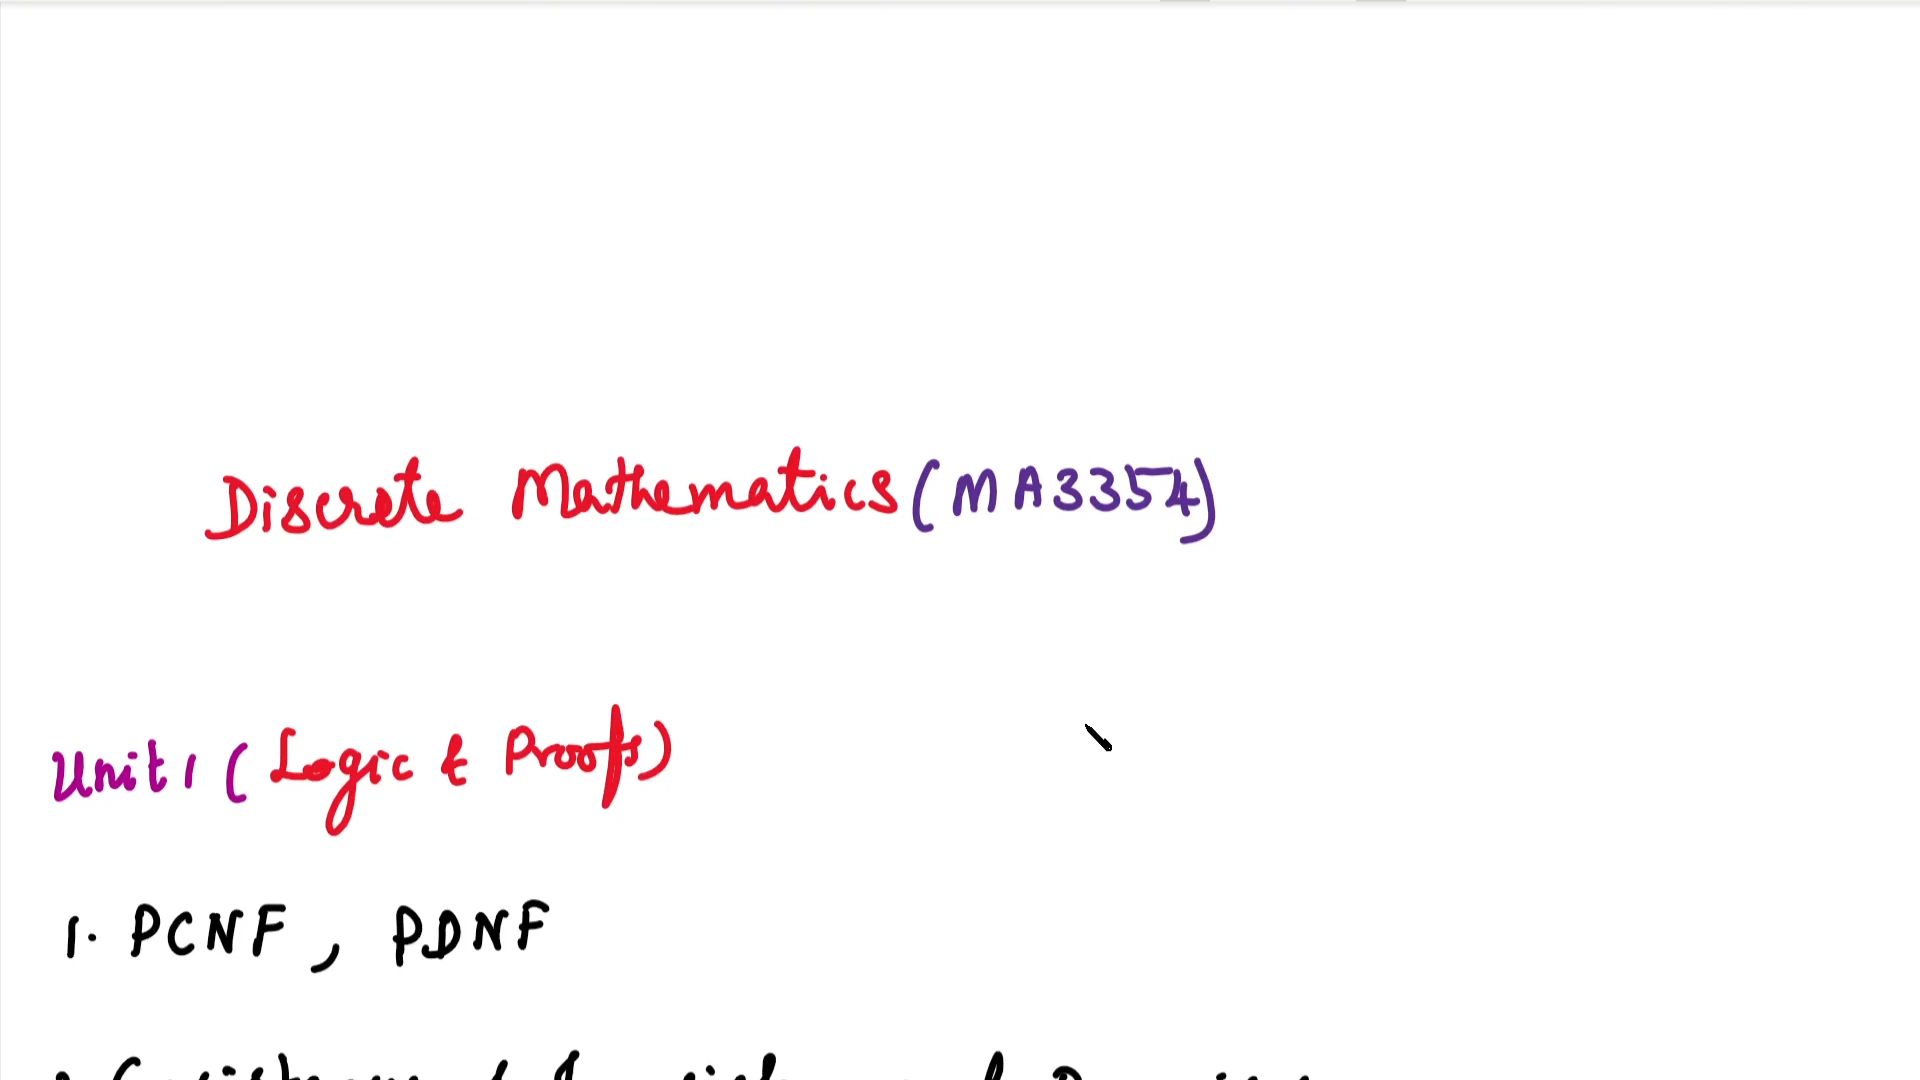 Discrete Mathematics (MA3354)
Unit 1 ( Logic & Proofs)
1. PCNF , PDNF